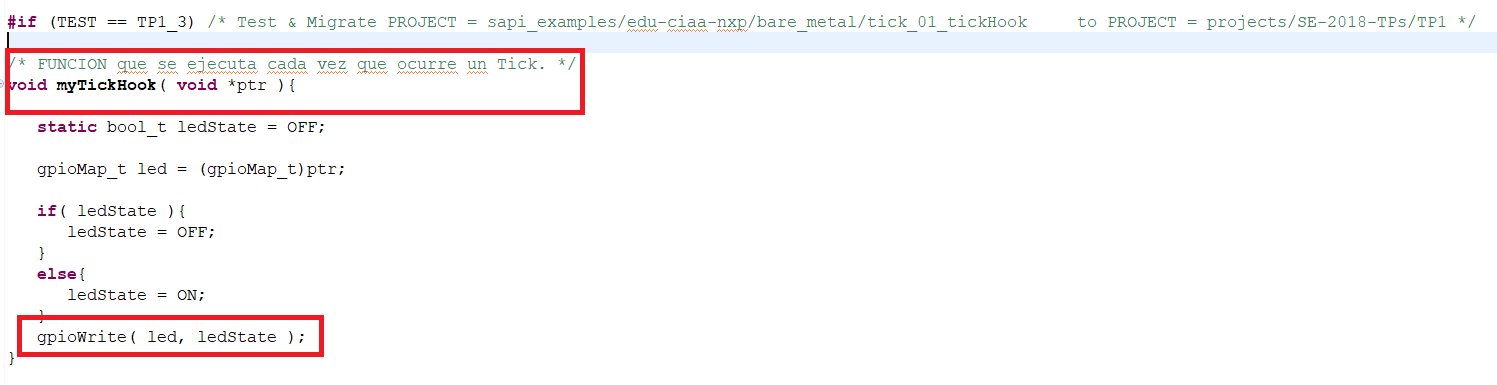 #if (TEST == TP1_3) /* Test & Migrate PROJECT = sapi_examples/edu-ciaa-nxp/bare_metal/tick_01_tickHook to PROJECT = projects/SE-2018-TPs/TP1 */
/* FUNCION que se ejecuta cada vez que ocurre un Tick. */
void myTickHook( void *ptr ){
static bool_t ledState = OFF;
gpioMap_t led = (gpioMap_t)ptr;
if( ledState ){
ledState = OFF;
}
else{
ledState = ON;
}
gpioWrite( led, ledState );
}